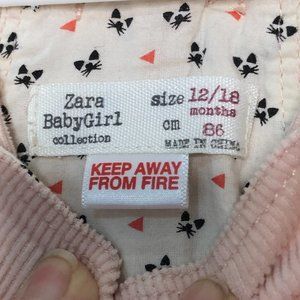 Zara
BabyGirl
collection
size 12/18
months
cm 86
MADE IN CHINA
KEEP AWAY
FROM FIRE